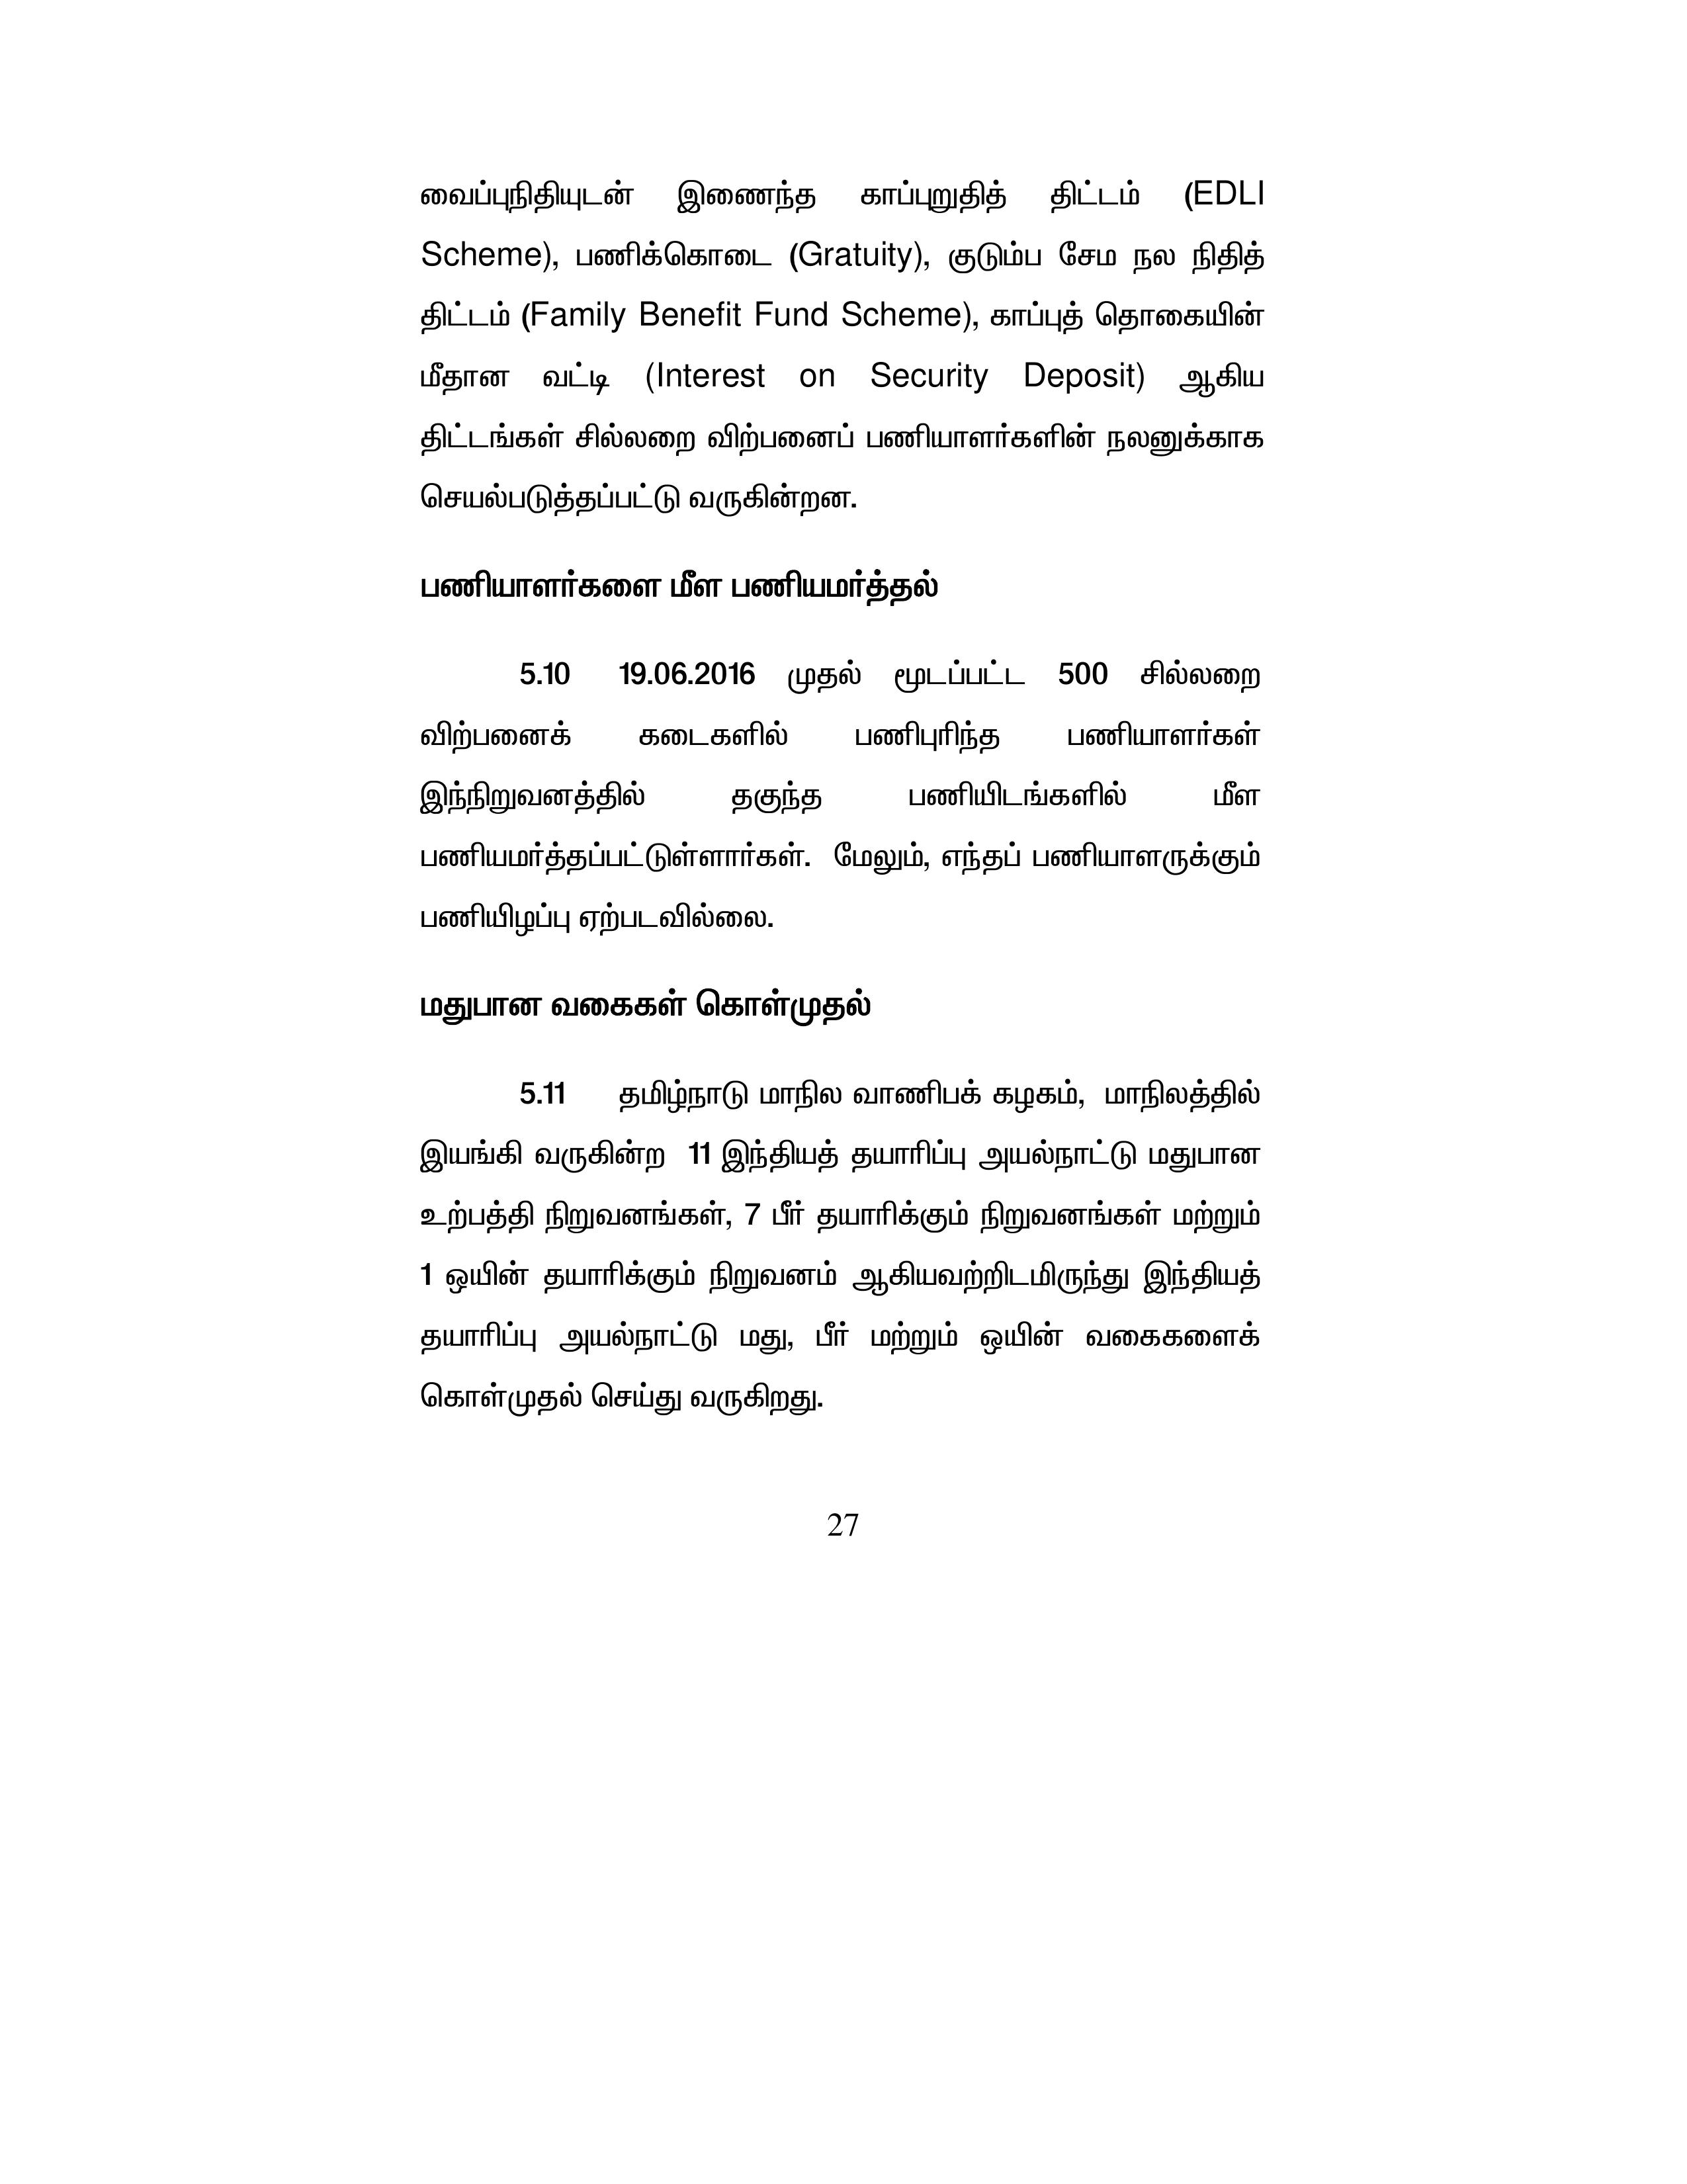 வைப்புநிதியுடன் இணைந்த காப்புறுதித் திட்டம் (EDLI
Scheme), பணிக்கொடை (Gratuity), குடும்ப சேம நல நிதித்
திட்டம் (Family Benefit Fund Scheme), காப்புத் தொகையின்
மீதான வட்டி (Interest on Security Deposit) ஆகிய
திட்டங்கள் சில்லறை விற்பனைப் பணியாளர்களின் நலனுக்காக
செயல்படுத்தப்பட்டு வருகின்றன.
பணியாளர்களை மீள பணியமர்த்தல்
5.10 19.06.2016 முதல் மூடப்பட்ட 500 சில்லறை
விற்பனைக் கடைகளில் பணிபுரிந்த பணியாளர்கள்
இந்நிறுவனத்தில் தகுந்த பணியிடங்களில் மீள
பணியமர்த்தப்பட்டுள்ளார்கள். மேலும், எந்தப் பணியாளருக்கும்
பணியிழப்பு ஏற்படவில்லை.
மதுபான வகைகள் கொள்முதல்
5.11 தமிழ்நாடு மாநில வாணிபக் கழகம், மாநிலத்தில்
இயங்கி வருகின்ற 11 இந்தியத் தயாரிப்பு அயல்நாட்டு மதுபான
உற்பத்தி நிறுவனங்கள், 7 பீர் தயாரிக்கும் நிறுவனங்கள் மற்றும்
1 ஒயின் தயாரிக்கும் நிறுவனம் ஆகியவற்றிடமிருந்து இந்தியத்
தயாரிப்பு அயல்நாட்டு மது, பீர் மற்றும் ஒயின் வகைகளைக்
கொள்முதல் செய்து வருகிறது.
27